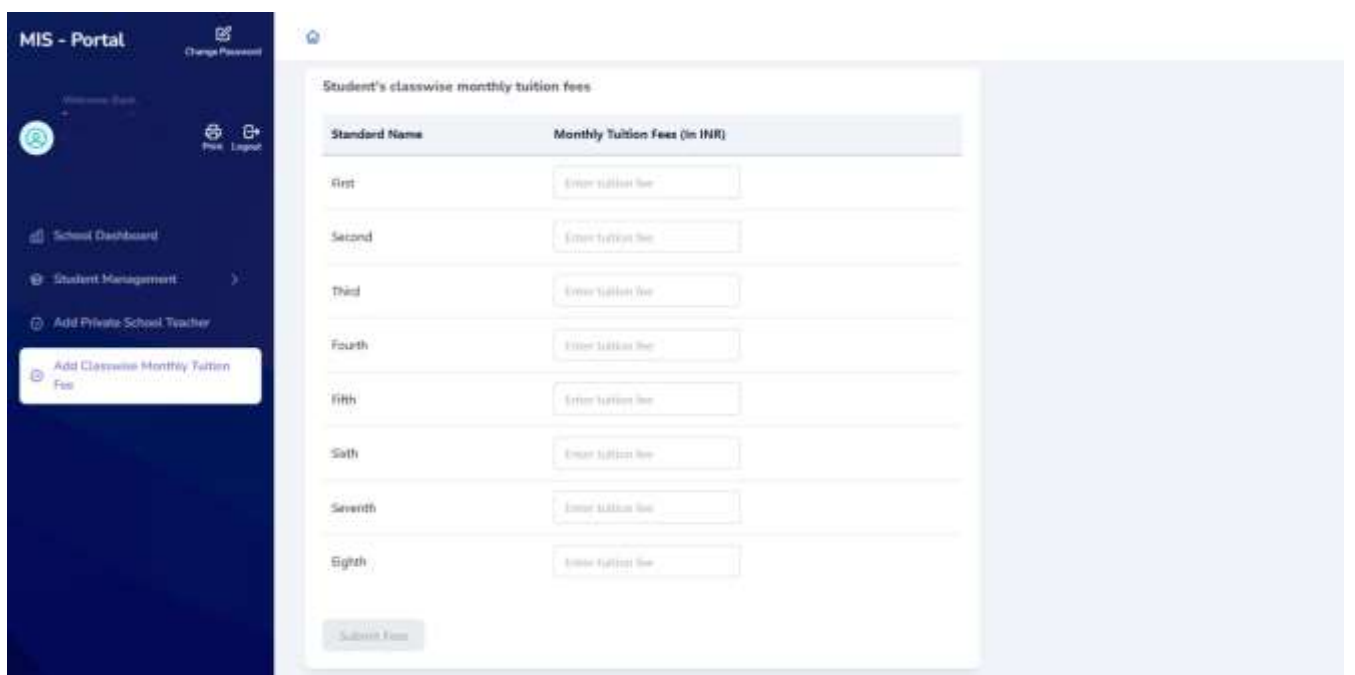 MIS - Portal
Change Password
Welcome Back
Print Logout
School Dashboard
Student Management
Add Private School Teacher
Add Classwise Monthly Tuition
Fee
Student's classwise monthly tuition fees
Standard Name Monthly Tuition Fees (In INR)
First Enter tuition fee
Second Enter tuition fee
Third Enter tuition fee
Fourth Enter tuition fee
Fifth Enter tuition fee
Sixth Enter tuition fee
Seventh Enter tuition fee
Eighth Enter tuition fee
Submit Fees